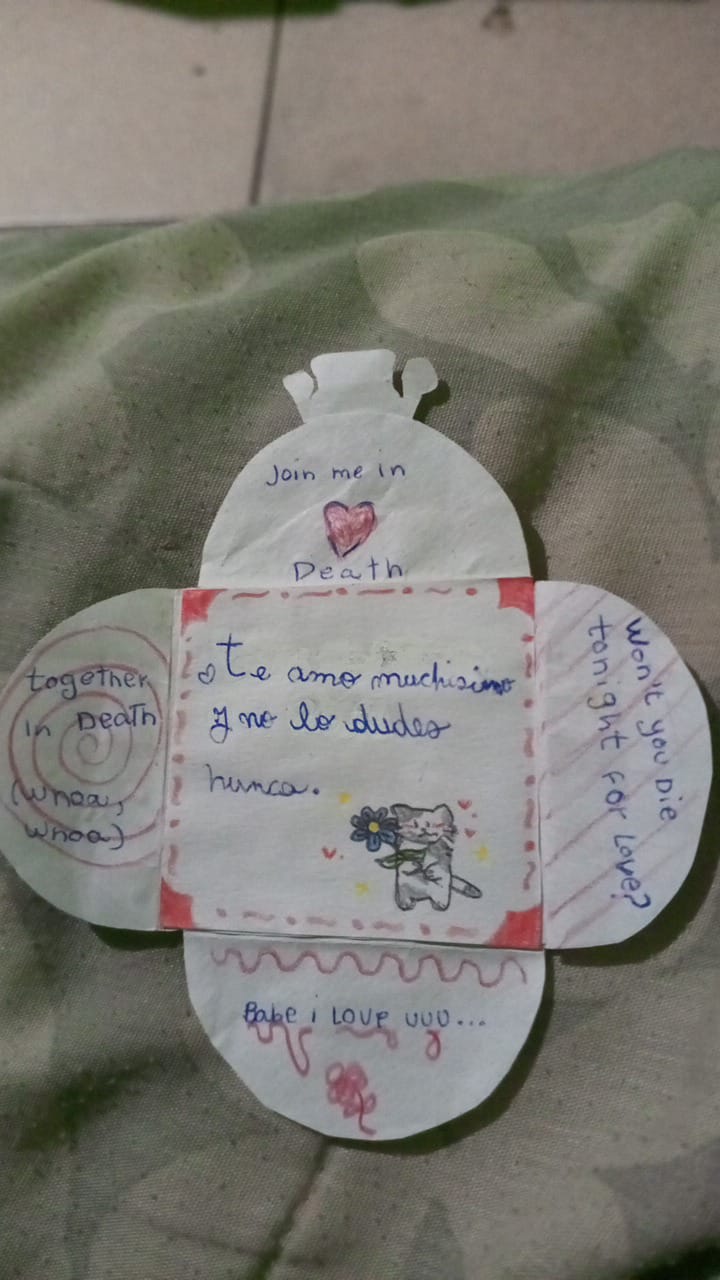 Join me in
Death
together
in Death
(whoa,
whoa)
Te amo muchisimo
y no lo dudes
nunca.
Won't you Die
tonight for Love?
Babe i Love uuu...